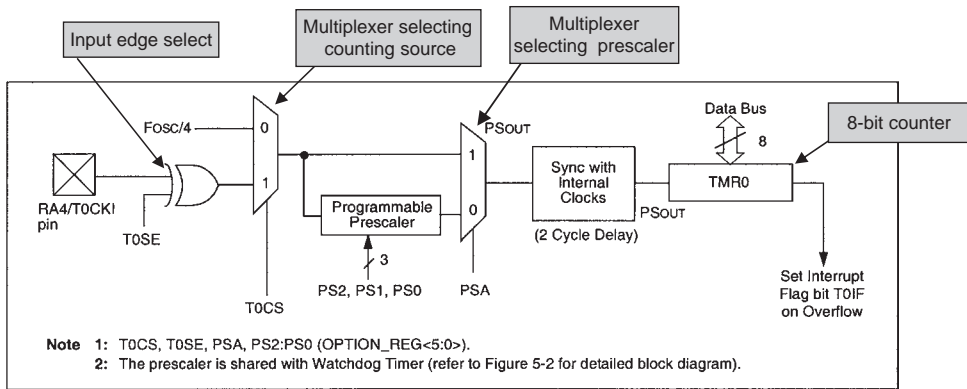 Input edge select
Multiplexer selecting
counting source
Multiplexer
selecting prescaler
8-bit counter
FOSC/4
0
1
RA4/T0CKI
pin
T0SE
T0CS
Programmable
Prescaler
3
PS2, PS1, PS0
PSOUT
1
0
PSA
Sync with
Internal
Clocks
(2 Cycle Delay)
PSOUT
Data Bus
8
TMR0
Set Interrupt
Flag bit T0IF
on Overflow
Note 1: T0CS, T0SE, PSA, PS2:PS0 (OPTION_REG<5:0>).
2: The prescaler is shared with Watchdog Timer (refer to Figure 5-2 for detailed block diagram).